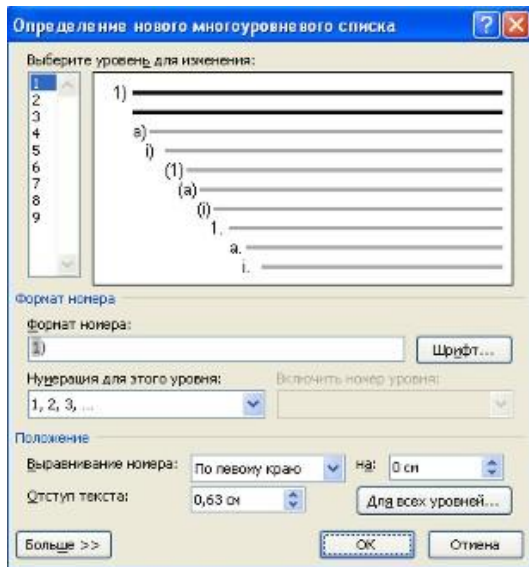 Определение нового многоуровневого списка
Выберите уровень для изменения:
1
2
3
4
5
6
7
8
9
1)
a)
i)
(1)
(a)
(i)
1.
a.
i.
Формат номера
Формат номера:
1)
Шрифт...
Нумерация для этого уровня:
Включить номер уровня:
1, 2, 3, ...
Положение
Выравнивание номера:
По левому краю
на:
0 см
Отступ текста:
0,63 см
Для всех уровней...
Больше >>
ОК
Отмена